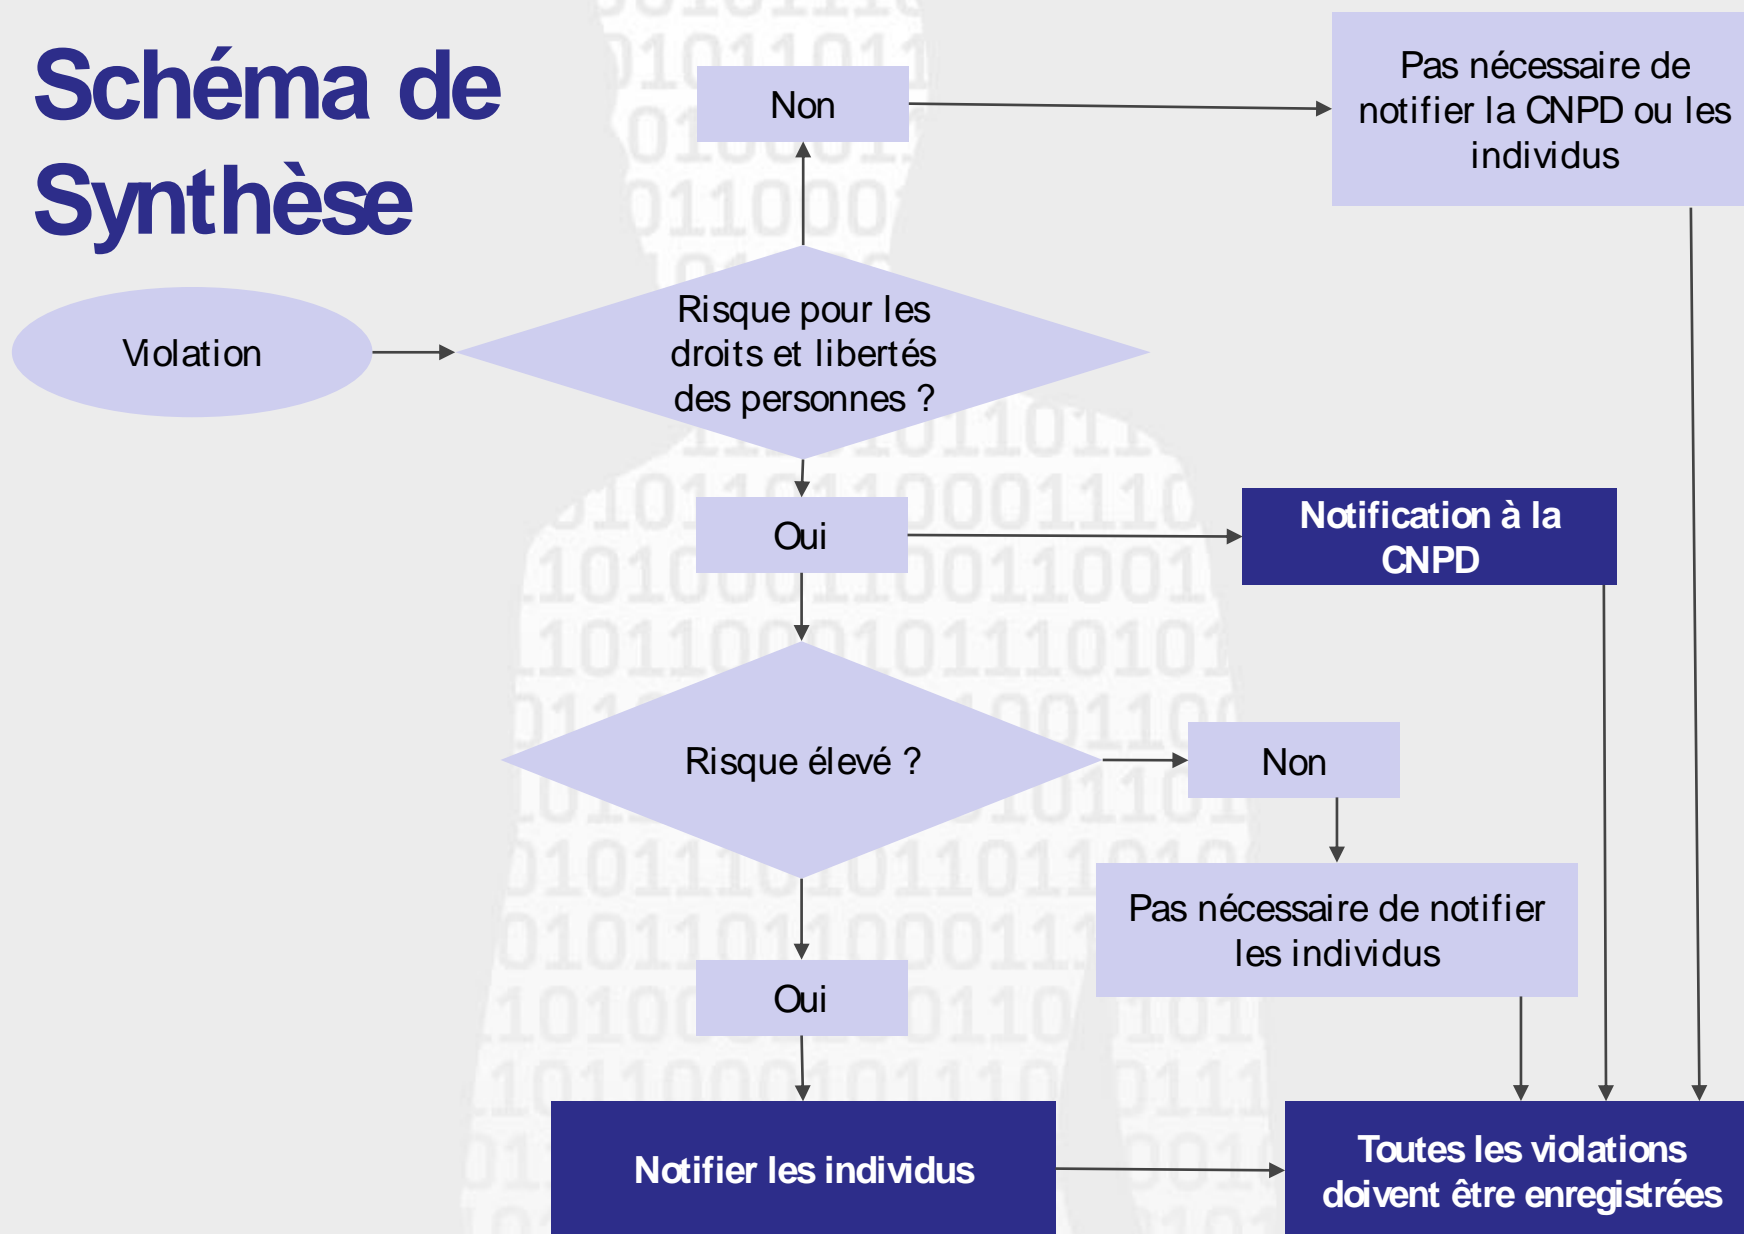 Schéma de
Synthèse
Non
Pas nécessaire de
notifier la CNPD ou les
individus
Violation
Risque pour les
droits et libertés
des personnes ?
Oui
Notification à la
CNPD
Risque élevé ?
Non
Pas nécessaire de notifier
les individus
Oui
Notifier les individus
Toutes les violations
doivent être enregistrées